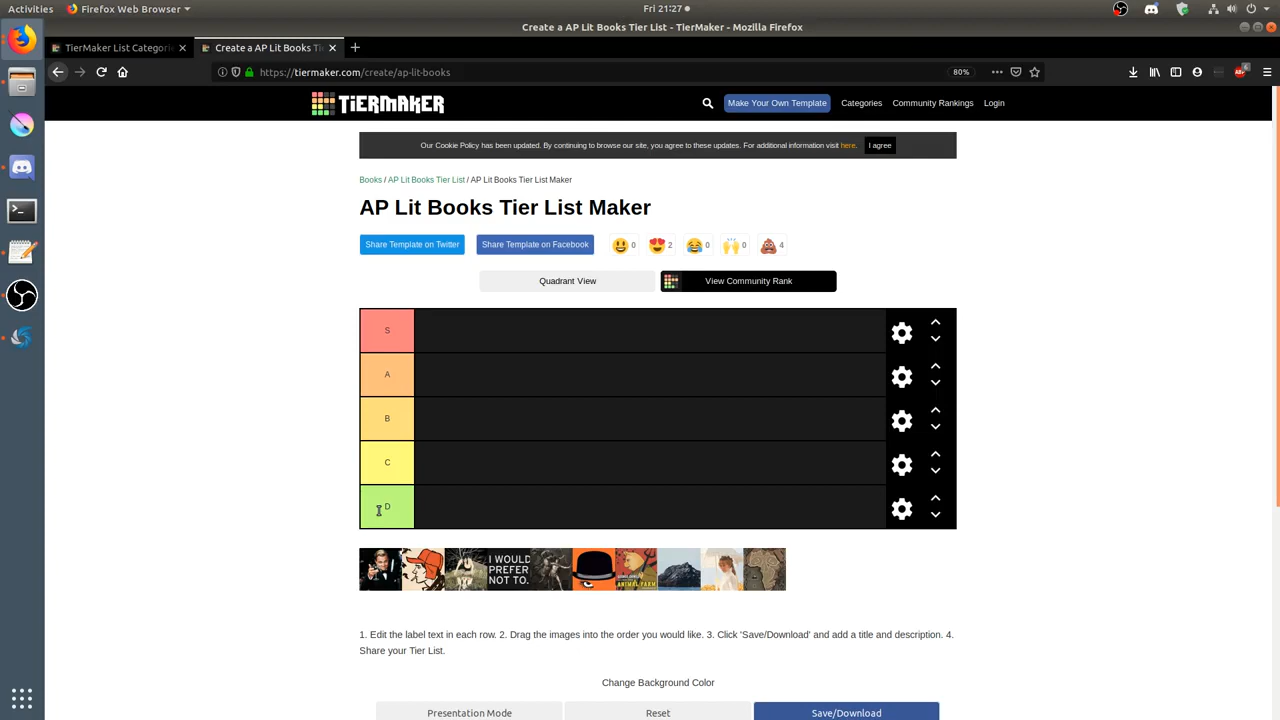 Activities Firefox Web Browser Fri 21:27
Create a AP Lit Books Tier List - TierMaker - Mozilla Firefox
TierMaker List Categori Create a AP Lit Books Ti
https://tiermaker.com/create/ap-lit-books 80% 6
TiERMAKER Make Your Own Template Categories Community Rankings Login
Our Cookie Policy has been updated. By continuing to browse our site, you agree to these updates. For additional information visit here. I agree
Books / AP Lit Books Tier List / AP Lit Books Tier List Maker
AP Lit Books Tier List Maker
Share Template on Twitter Share Template on Facebook 0 2 0 0 4
Quadrant View View Community Rank
S
A
B
C
D
I WOULD
PREFER
NOT TO.
ANIMAL FARM
1. Edit the label text in each row. 2. Drag the images into the order you would like. 3. Click 'Save/Download' and add a title and description. 4.
Share your Tier List.
Change Background Color
Presentation Mode Reset Save/Download